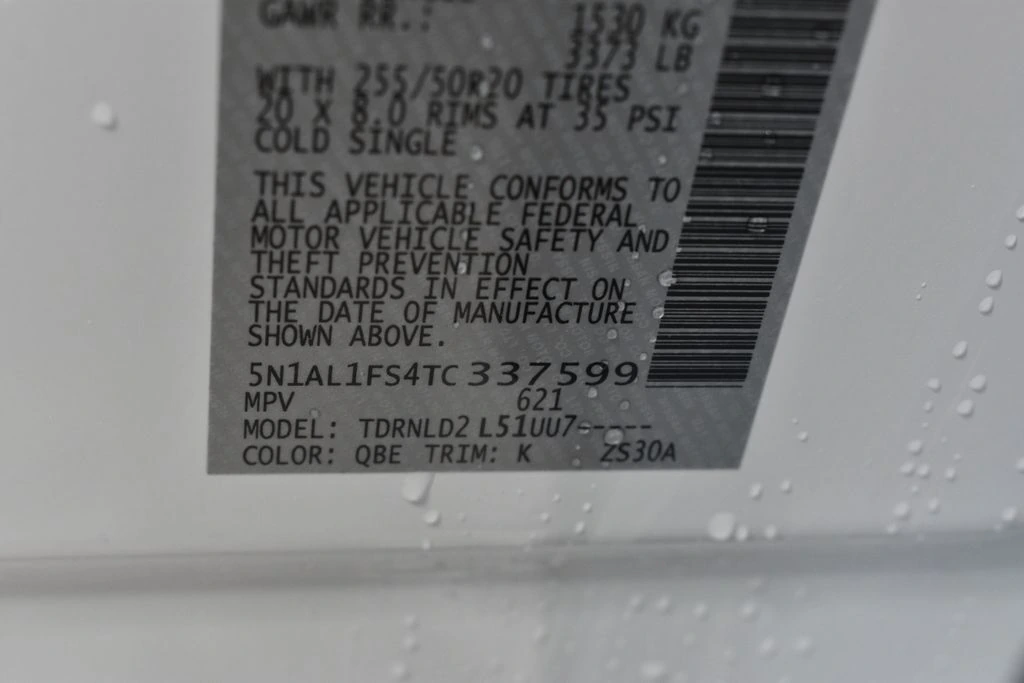 GAWR RR.: 1530 KG
3373 LB
WITH 255/50R20 TIRES
20 X 8.0 RIMS AT 35 PSI
COLD SINGLE
THIS VEHICLE CONFORMS TO
ALL APPLICABLE FEDERAL
MOTOR VEHICLE SAFETY AND
THEFT PREVENTION
STANDARDS IN EFFECT ON
THE DATE OF MANUFACTURE
SHOWN ABOVE.
5N1AL1FS4TC337599
MPV 621
MODEL: TDRNLD2 L51UU7-----
COLOR: QBE TRIM: K ZS30A